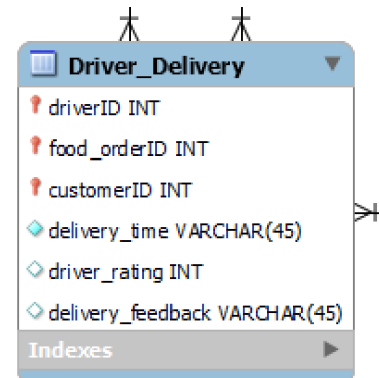 Driver_Delivery
driverID INT
food_orderID INT
customerID INT
delivery_time VARCHAR(45)
driver_rating INT
delivery_feedback VARCHAR(45)
Indexes